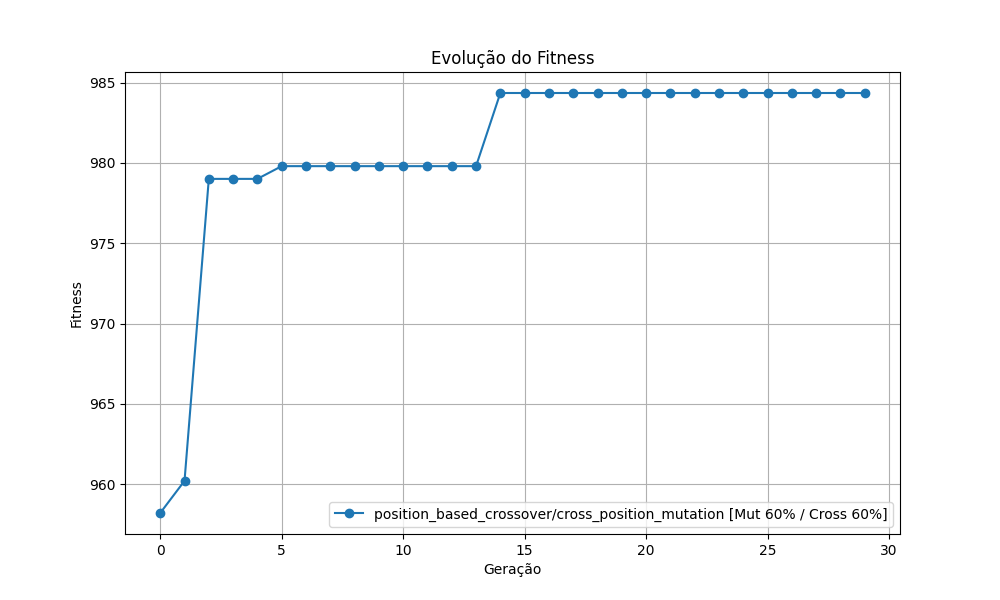 Evolução do Fitness
985
980
975
970
965
960
Fitness
0 5 10 15 20 25 30
Geração
position_based_crossover/cross_position_mutation [Mut 60% / Cross 60%]